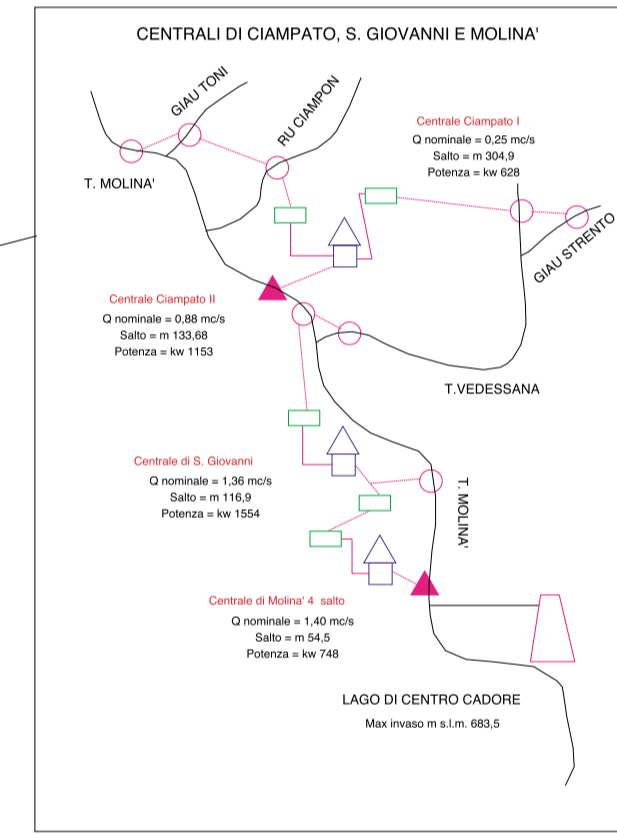 CENTRALI DI CIAMPATO, S. GIOVANNI E MOLINA'
GIAU TONI
RU CIAMPON
T. MOLINA'
Centrale Ciampato I
Q nominale = 0,25 mc/s
Salto = m 304,9
Potenza = kw 628
GIAU STRENTO
Centrale Ciampato II
Q nominale = 0,88 mc/s
Salto = m 133,68
Potenza = kw 1153
T.VEDESSANA
Centrale di S. Giovanni
Q nominale = 1,36 mc/s
Salto = m 116,9
Potenza = kw 1554
T. MOLINA'
Centrale di Molina' 4 salto
Q nominale = 1,40 mc/s
Salto = m 54,5
Potenza = kw 748
LAGO DI CENTRO CADORE
Max invaso m s.l.m. 683,5